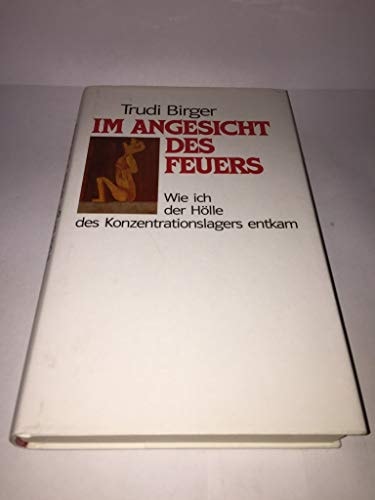 Trudi Birger
IM ANGESICHT
DES
FEUERS
Wie ich
der Hölle
des Konzentrationslagers entkam